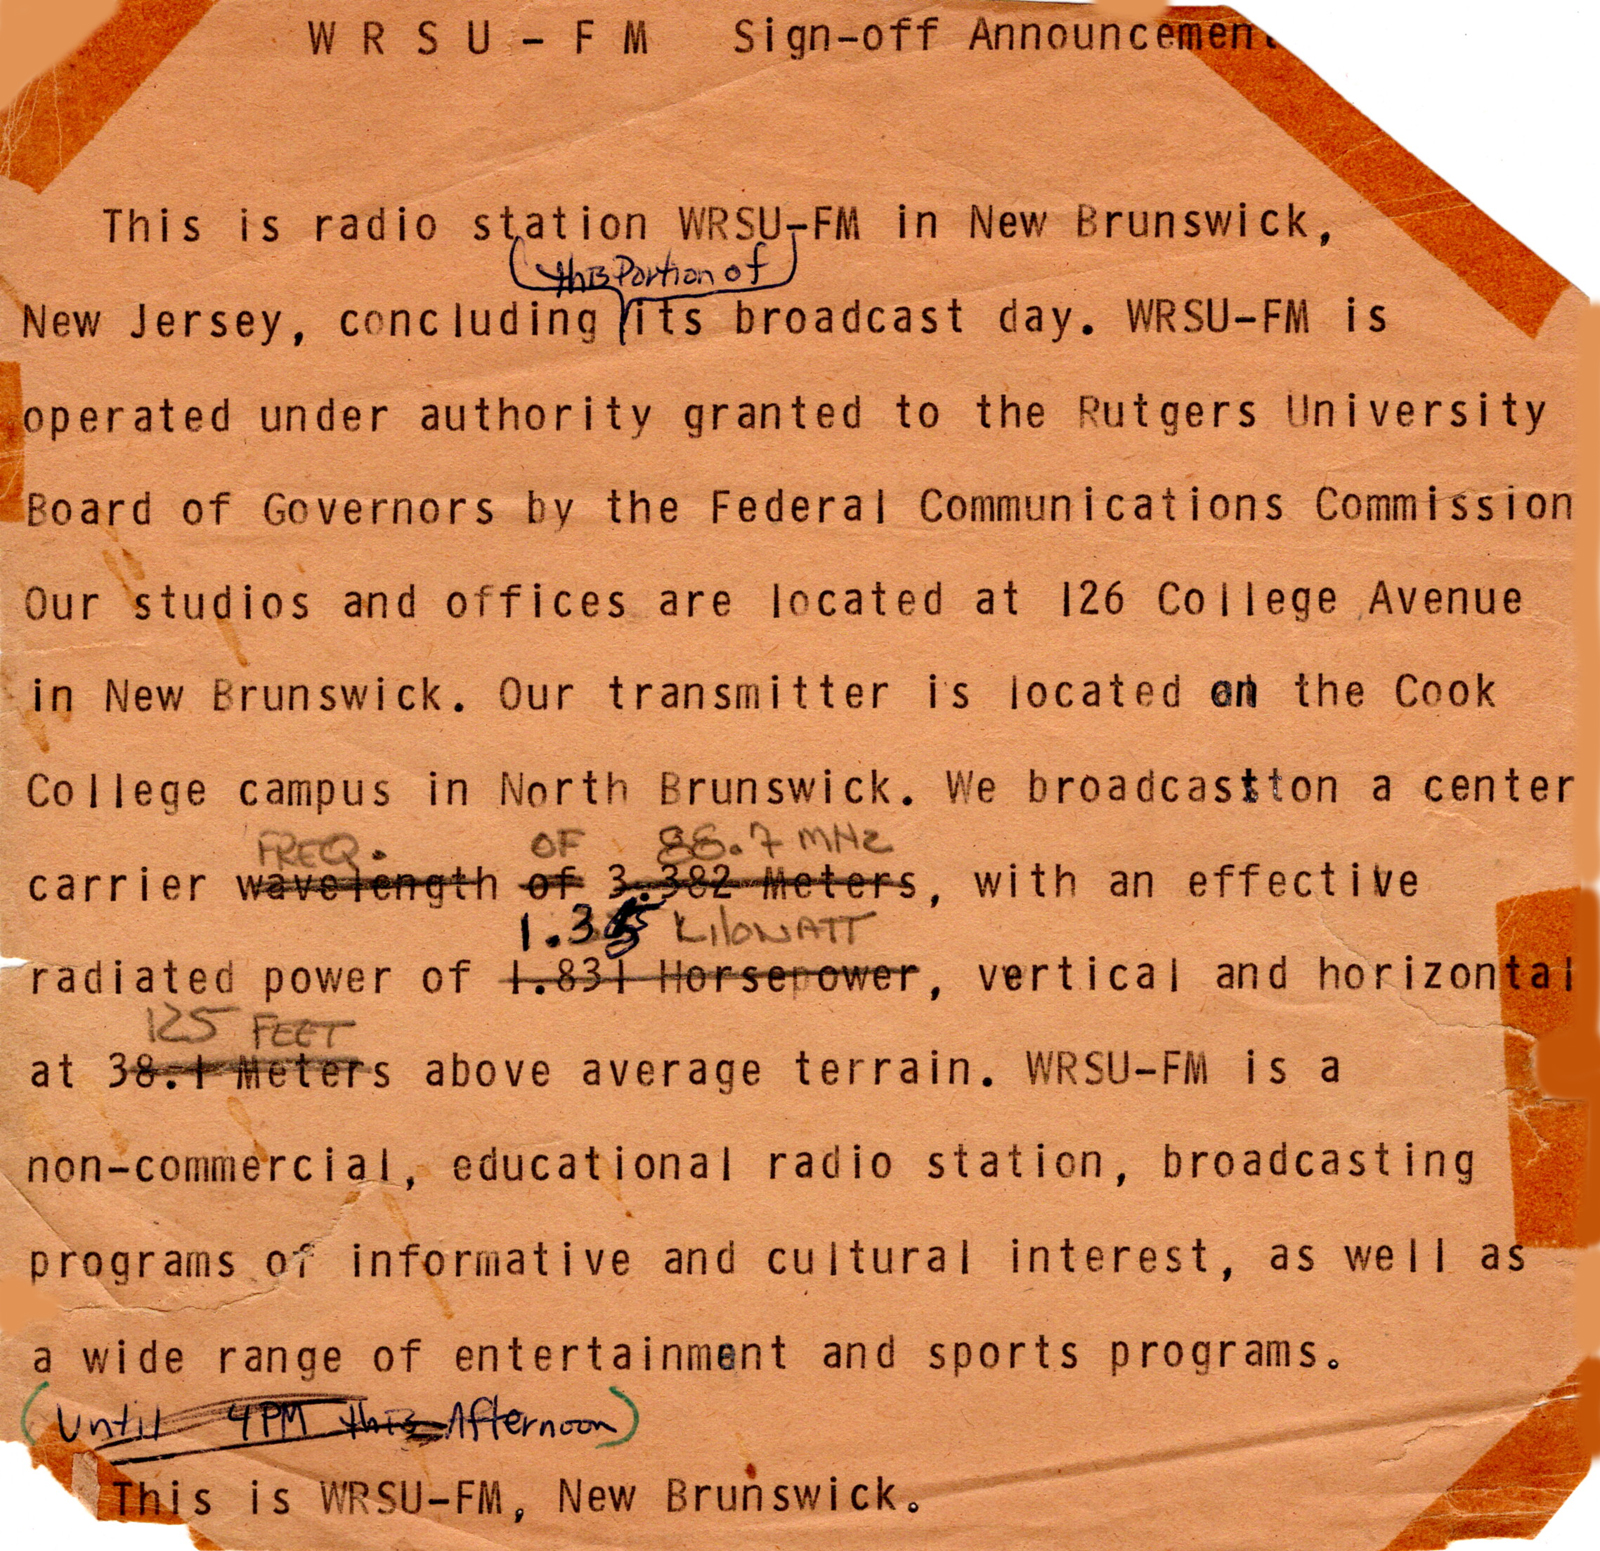 W R S U - F M   Sign-off Announcement
This is radio station WRSU-FM in New Brunswick,
(this Portion of)
New Jersey, concluding its broadcast day. WRSU-FM is
operated under authority granted to the Rutgers University
Board of Governors by the Federal Communications Commission
Our studios and offices are located at 126 College Avenue
in New Brunswick. Our transmitter is located on the Cook
College campus in North Brunswick. We broadcast on a center
FREQ. OF 88.7 MHz
carrier wavelength of 3.382 Meters, with an effective
1.35 KILOWATT
radiated power of 1.831 Horsepower, vertical and horizontal
125 FEET
at 38.1 Meters above average terrain. WRSU-FM is a
non-commercial, educational radio station, broadcasting
programs of informative and cultural interest, as well as
a wide range of entertainment and sports programs.
(Until 4PM this Afternoon)
This is WRSU-FM, New Brunswick.